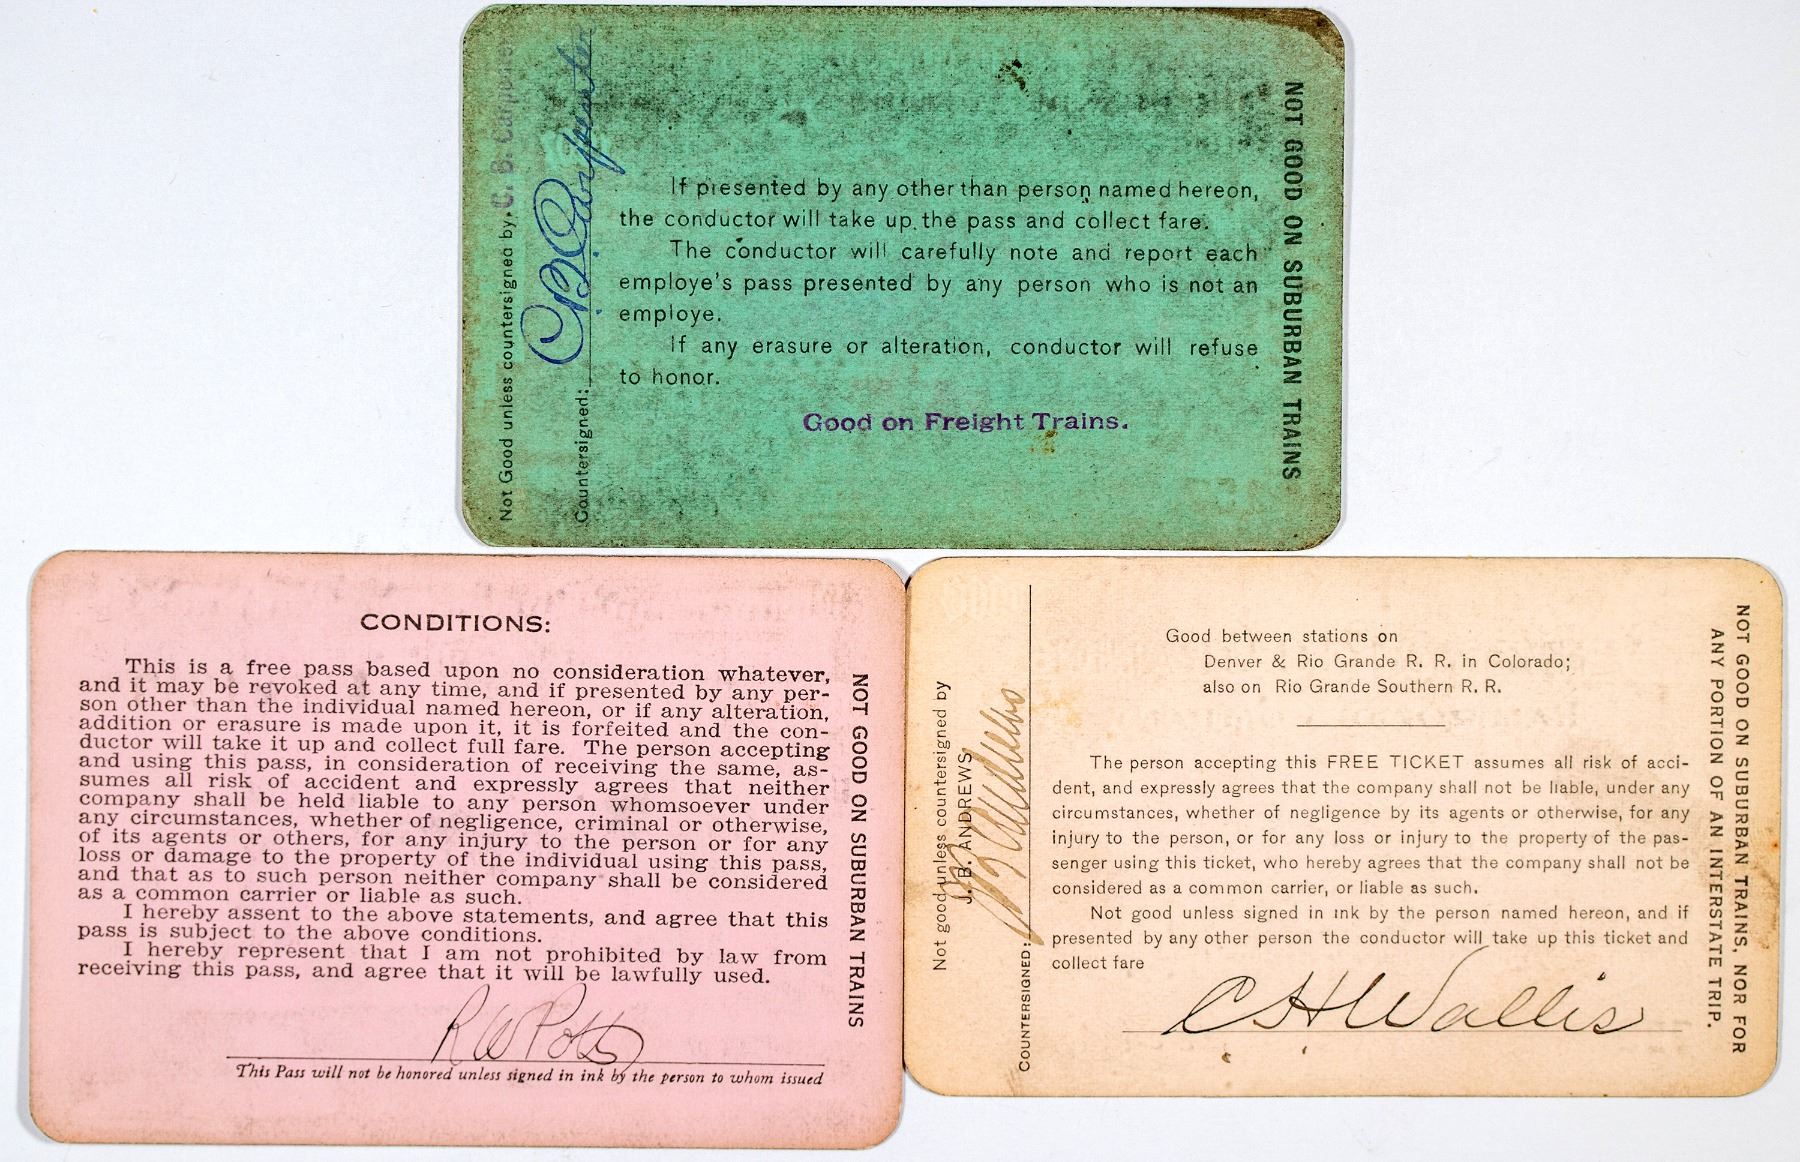 Not Good unless countersigned by C. B. Carpenter
C B Carpenter
Countersigned:
If presented by any other than person named hereon,
the conductor will take up the pass and collect fare.
The conductor will carefully note and report each
employe's pass presented by any person who is not an
employe.
If any erasure or alteration, conductor will refuse
to honor.
Good on Freight Trains.
NOT GOOD ON SUBURBAN TRAINS
CONDITIONS:
This is a free pass based upon no consideration whatever,
and it may be revoked at any time, and if presented by any per-
son other than the individual named hereon, or if any alteration,
addition or erasure is made upon it, it is forfeited and the con-
ductor will take it up and collect full fare. The person accepting
and using this pass, in consideration of receiving the same, as-
sumes all risk of accident and expressly agrees that neither
company shall be held liable to any person whomsoever under
any circumstances, whether of negligence, criminal or otherwise,
of its agents or others, for any injury to the person or for any
loss or damage to the property of the individual using this pass,
and that as to such person neither company shall be considered
as a common carrier or liable as such.
I hereby assent to the above statements, and agree that this
pass is subject to the above conditions.
I hereby represent that I am not prohibited by law from
receiving this pass, and agree that it will be lawfully used.
R W Potts
This Pass will not be honored unless signed in ink by the person to whom issued
NOT GOOD ON SUBURBAN TRAINS
Not good unless countersigned by
J. B. ANDREWS
COUNTERSIGNED:
Good between stations on
Denver & Rio Grande R. R. in Colorado;
also on Rio Grande Southern R. R.
The person accepting this FREE TICKET assumes all risk of acci-
dent, and expressly agrees that the company shall not be liable, under any
circumstances, whether of negligence by its agents or otherwise, for any
injury to the person, or for any loss or injury to the property of the pas-
senger using this ticket, who hereby agrees that the company shall not be
considered as a common carrier, or liable as such.
Not good unless signed in ink by the person named hereon, and if
presented by any other person the conductor will take up this ticket and
collect fare
C H Wallis
NOT GOOD ON SUBURBAN TRAINS, NOR FOR
ANY PORTION OF AN INTERSTATE TRIP.